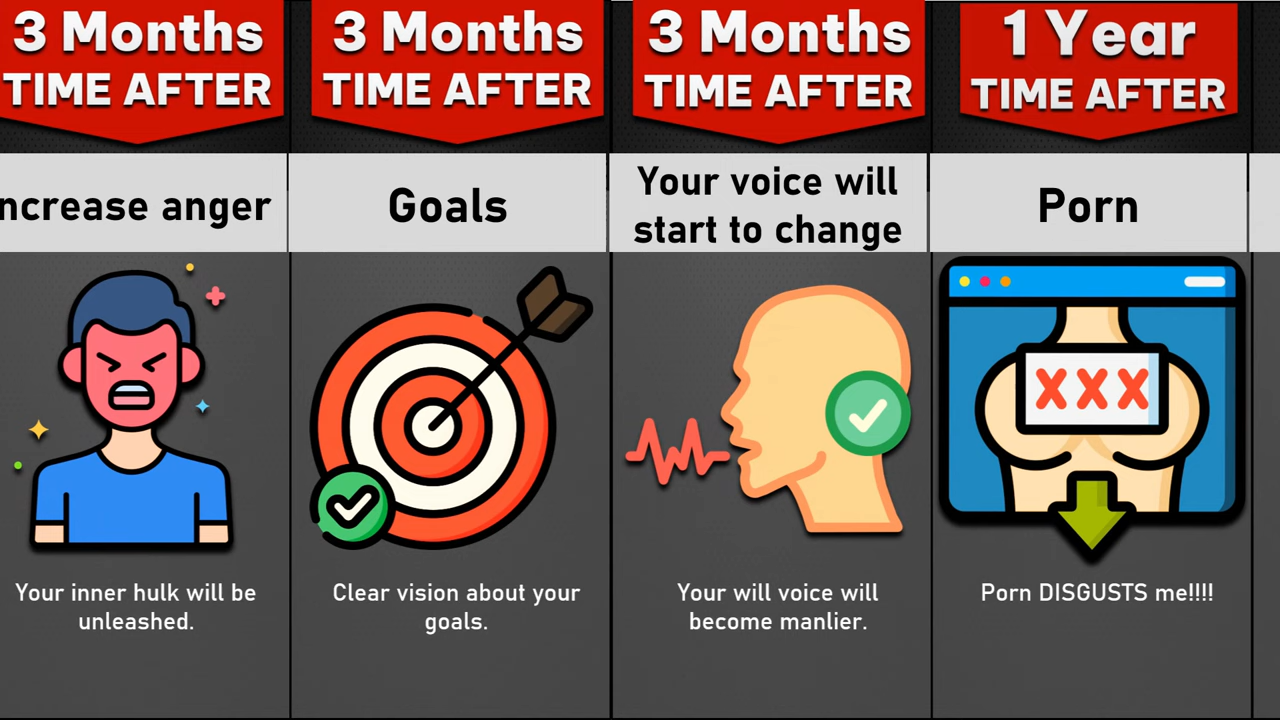 3 Months
TIME AFTER
ncrease anger
Your inner hulk will be
unleashed.
3 Months
TIME AFTER
Goals
Clear vision about your
goals.
3 Months
TIME AFTER
Your voice will
start to change
Your will voice will
become manlier.
1 Year
TIME AFTER
Porn
XXX
Porn DISGUSTS me!!!!